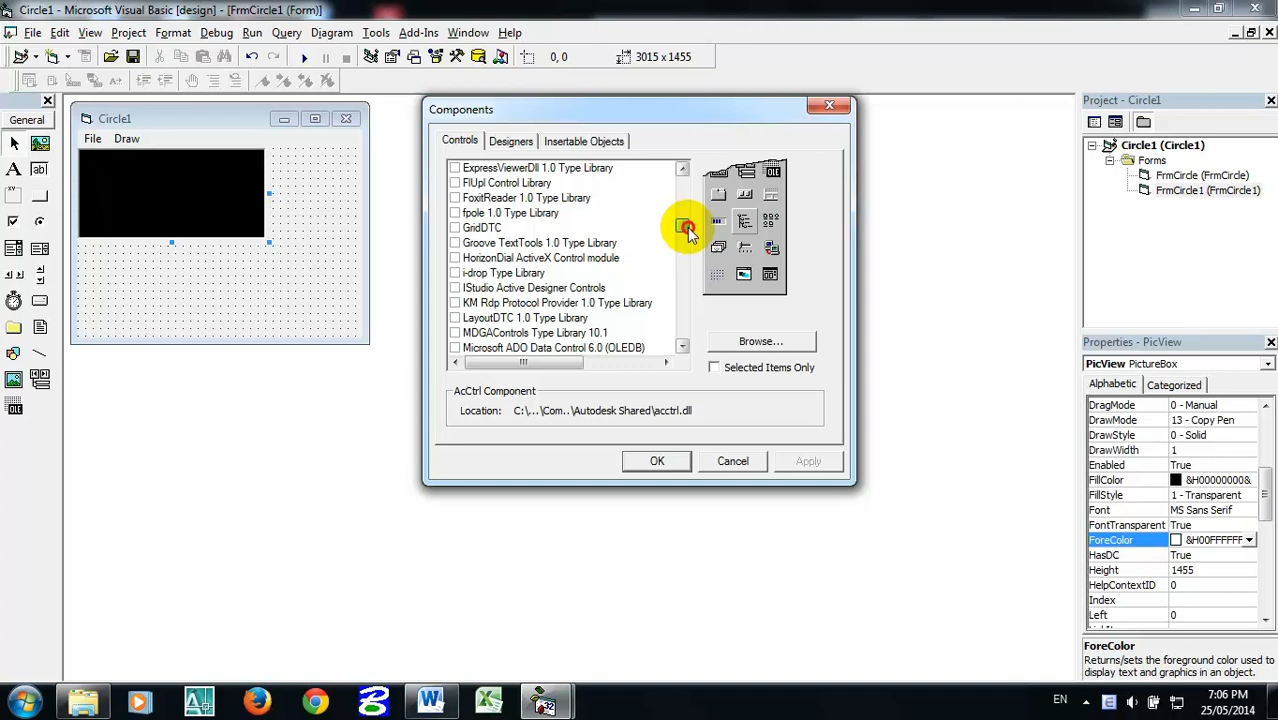 Circle1 - Microsoft Visual Basic [design] - [FrmCircle1 (Form)]
File Edit View Project Format Debug Run Query Diagram Tools Add-Ins Window Help
0, 0
3015 x 1455
General
Circle1
File Draw
Components
Controls Designers Insertable Objects
ExpressViewerDll 1.0 Type Library
FlUpl Control Library
FoxitReader 1.0 Type Library
fpole 1.0 Type Library
GridDTC
Groove TextTools 1.0 Type Library
HorizonDial ActiveX Control module
i-drop Type Library
IStudio Active Designer Controls
KM Rdp Protocol Provider 1.0 Type Library
LayoutDTC 1.0 Type Library
MDGAControls Type Library 10.1
Microsoft ADO Data Control 6.0 (OLEDB)
OLE
Browse...
Selected Items Only
AcCtrl Component
Location: C:\...\Com..\Autodesk Shared\acctrl.dll
OK Cancel Apply
Project - Circle1
Circle1 (Circle1)
Forms
FrmCircle (FrmCircle)
FrmCircle1 (FrmCircle1)
Properties - PicView
PicView PictureBox
Alphabetic Categorized
DragMode 0 - Manual
DrawMode 13 - Copy Pen
DrawStyle 0 - Solid
DrawWidth 1
Enabled True
FillColor &H00000000&
FillStyle 1 - Transparent
Font MS Sans Serif
FontTransparent True
ForeColor &H00FFFFFF
HasDC True
Height 1455
HelpContextID 0
Index
Left 0
ForeColor
Returns/sets the foreground color used to
display text and graphics in an object.
EN
7:06 PM
25/05/2014